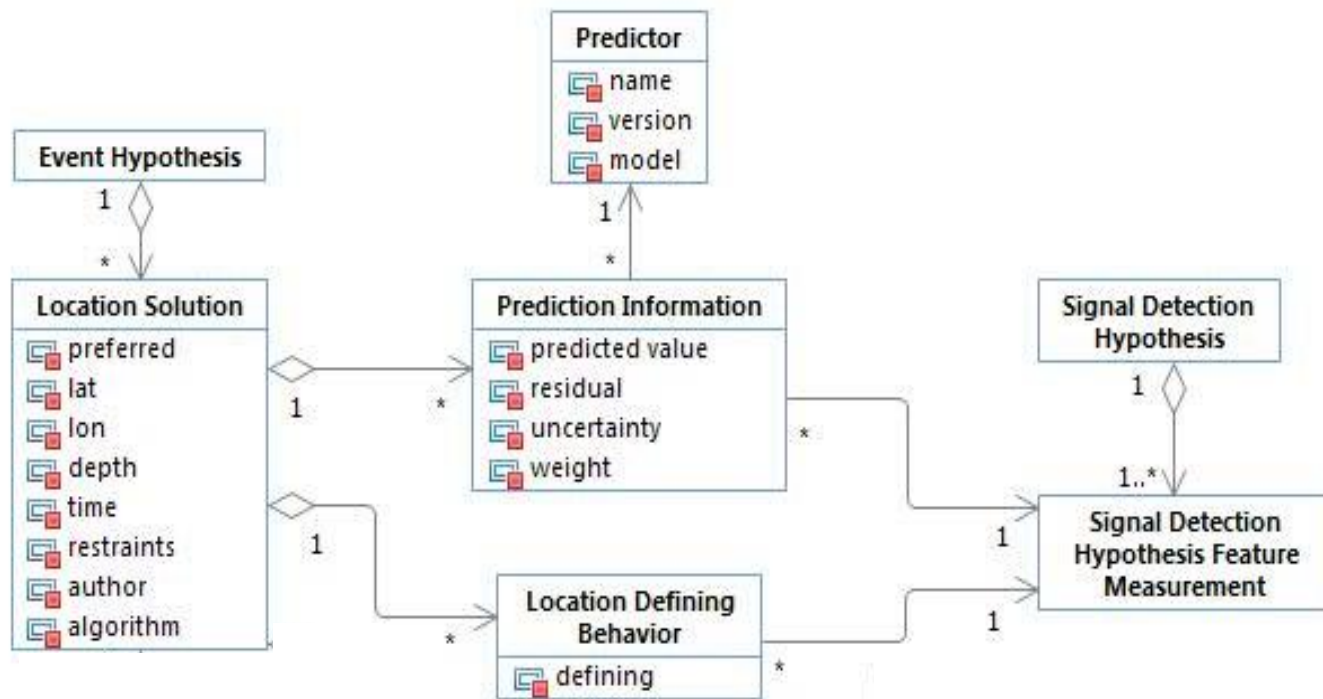 Predictor
name
version
model
Event Hypothesis
1
*
1
*
Location Solution
preferred
lat
lon
depth
time
restraints
author
algorithm
1
*
1
*
Prediction Information
predicted value
residual
uncertainty
weight
*
1
Signal Detection
Hypothesis
1
1..*
Signal Detection
Hypothesis Feature
Measurement
Location Defining
Behavior
defining
*
1